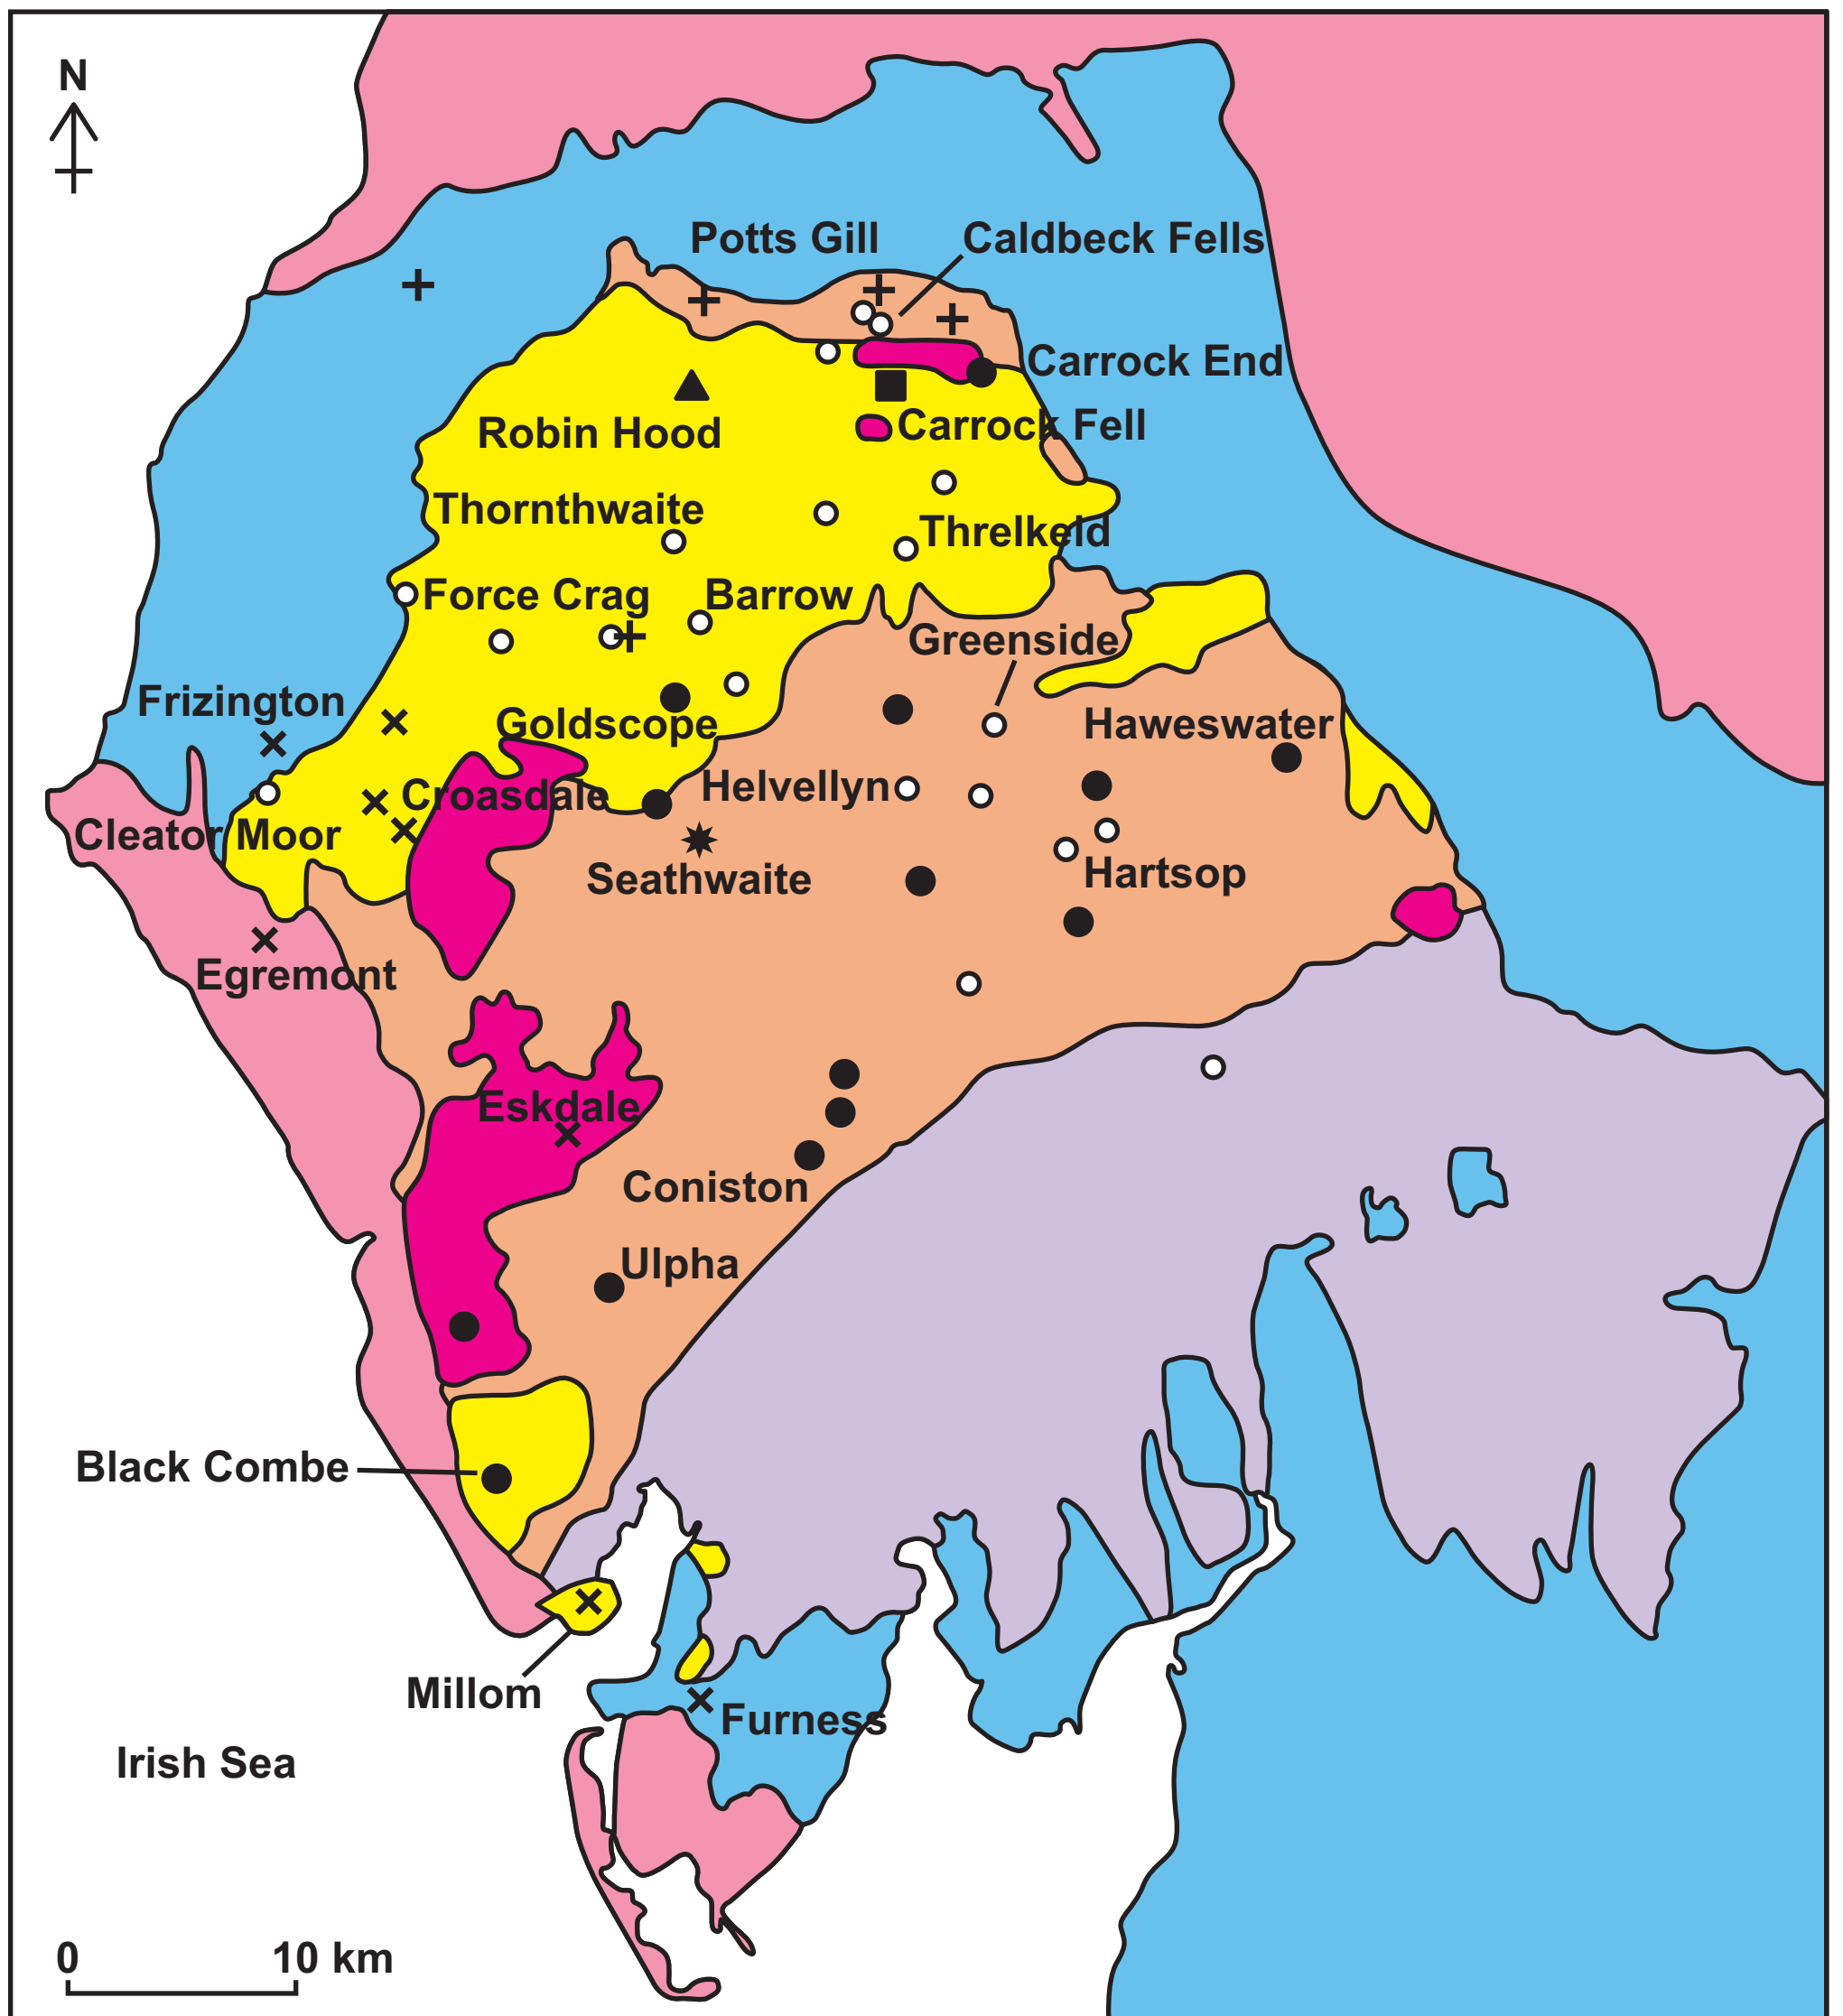 N
Potts Gill
Caldbeck Fells
Carrock End
Carrock Fell
Robin Hood
Thornthwaite
Threlkeld
Force Crag
Barrow
Greenside
Frizington
Goldscope
Haweswater
Helvellyn
Croasdale
Cleator Moor
Seathwaite
Hartsop
Egremont
Eskdale
Coniston
Ulpha
Black Combe
Millom
Furness
Irish Sea
0
10 km